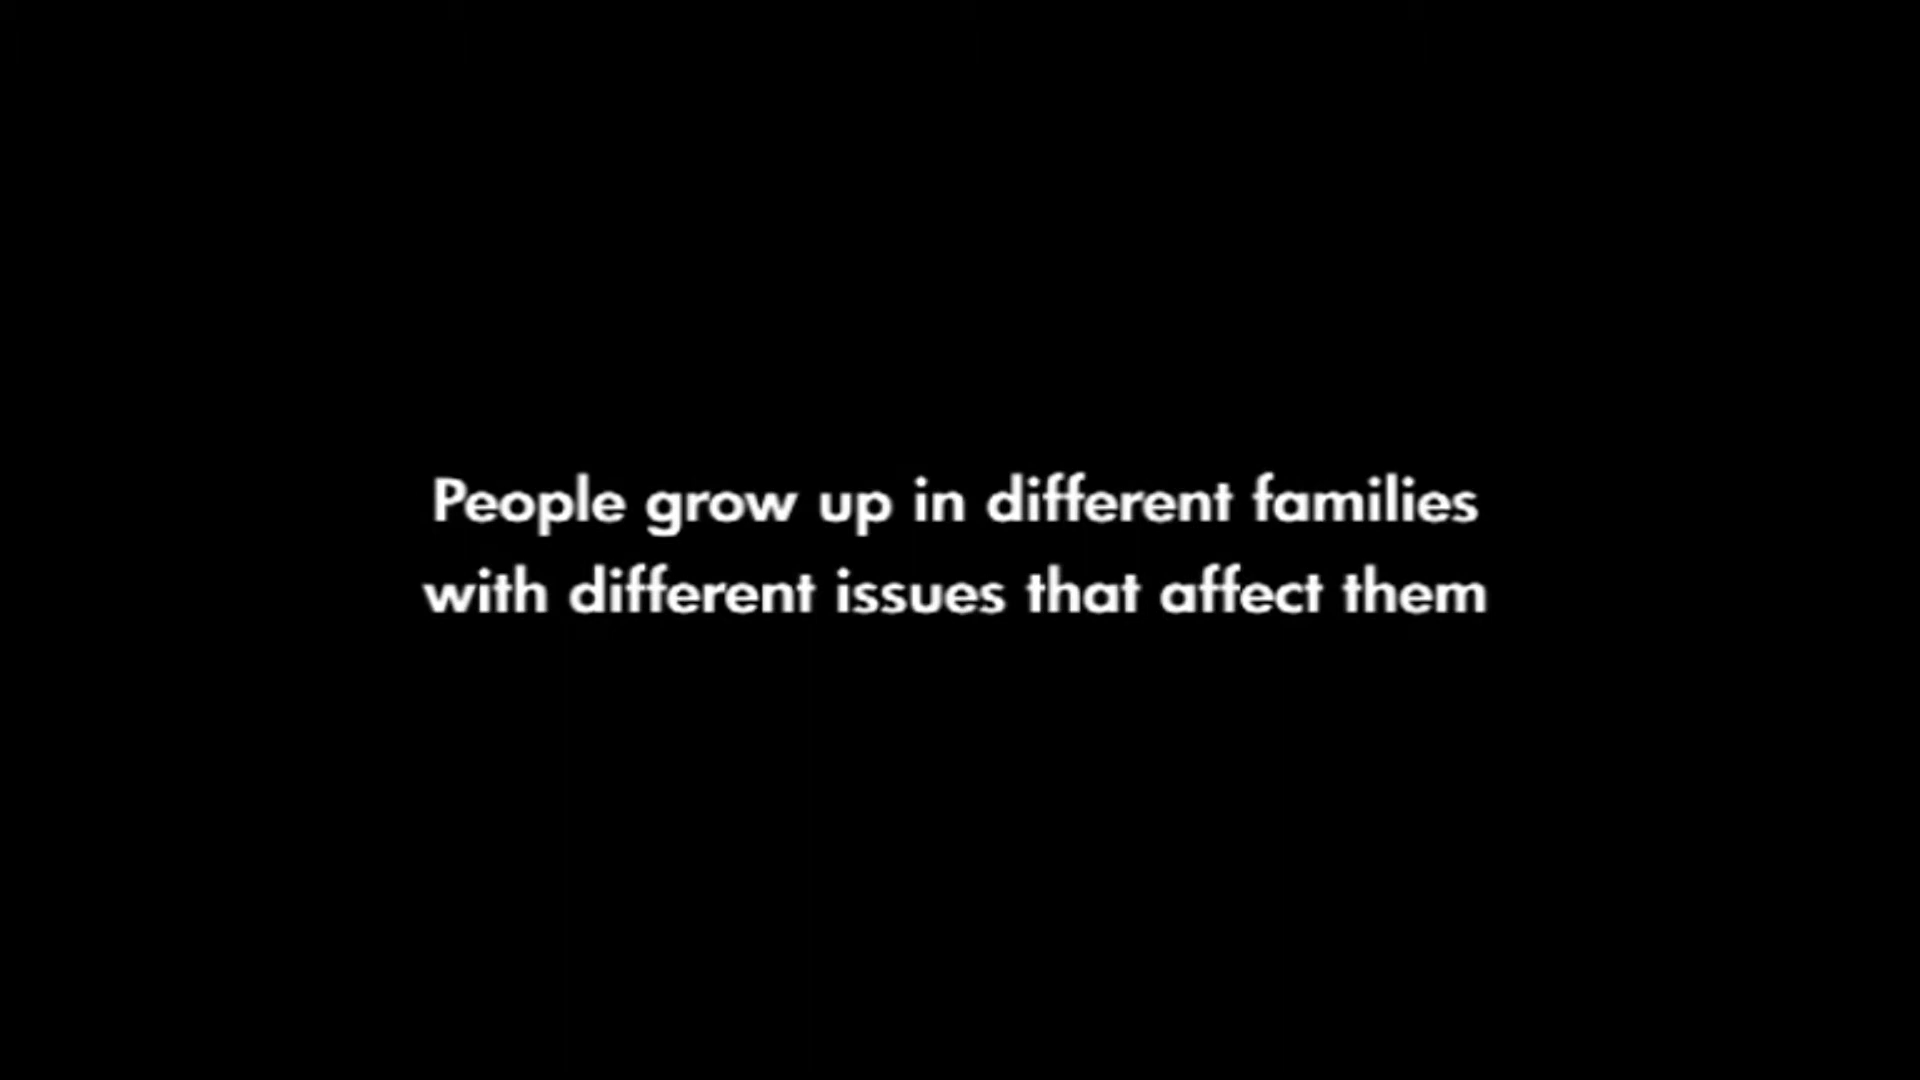 People grow up in different families
with different issues that affect them